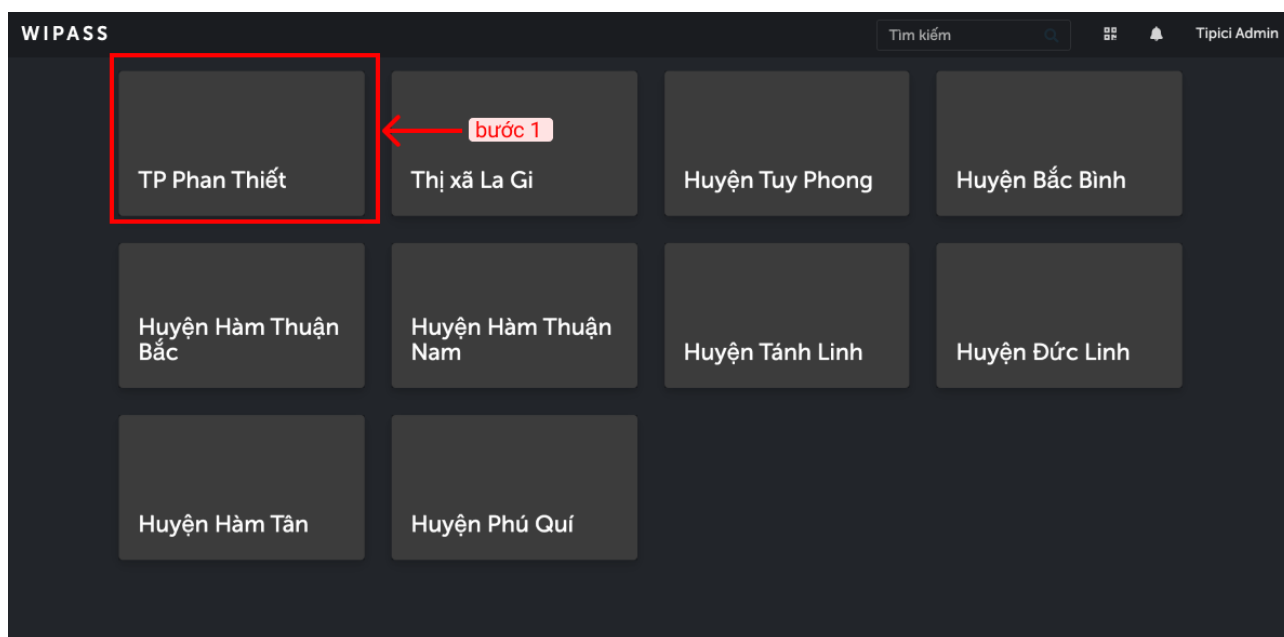 WIPASS
Tìm kiếm
Tipici Admin
bước 1
TP Phan Thiết
Thị xã La Gi
Huyện Tuy Phong
Huyện Bắc Bình
Huyện Hàm Thuận
Bắc
Huyện Hàm Thuận
Nam
Huyện Tánh Linh
Huyện Đức Linh
Huyện Hàm Tân
Huyện Phú Quí